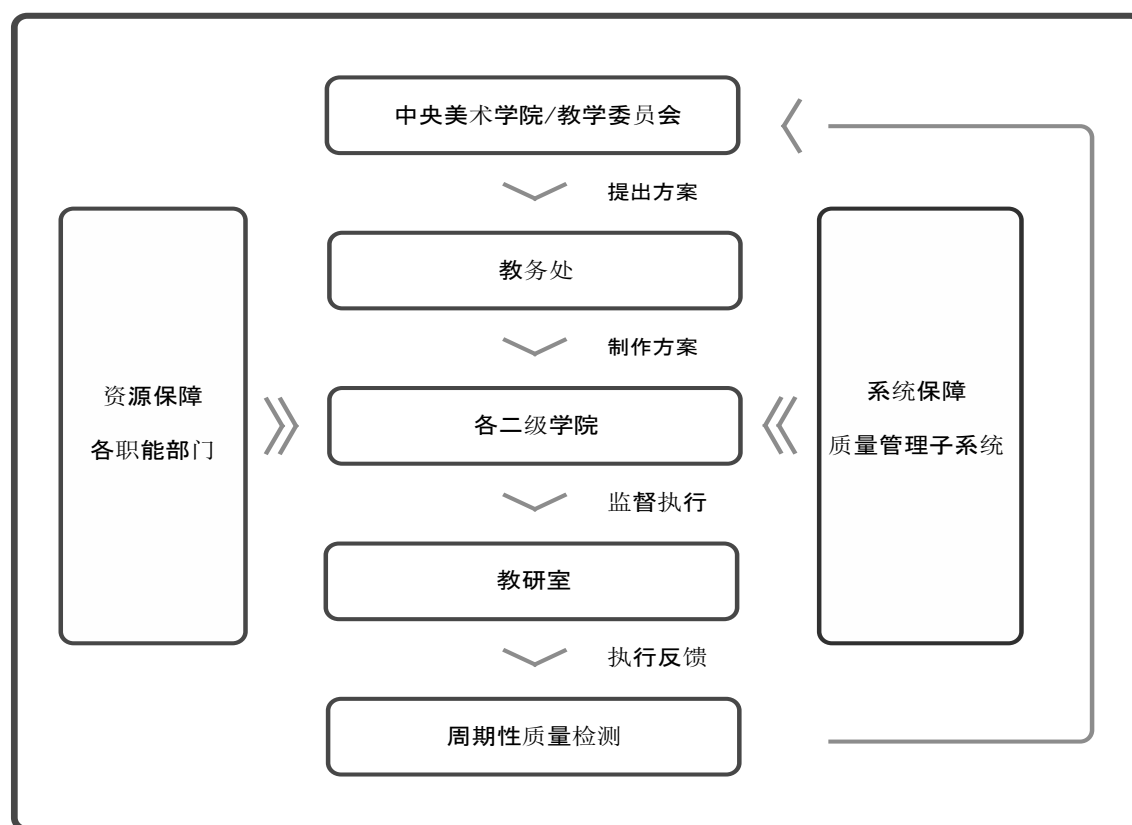 中央美术学院/教学委员会
提出方案
教务处
制作方案
资源保障
各职能部门
各二级学院
系统保障
质量管理子系统
监督执行
教研室
执行反馈
周期性质量检测